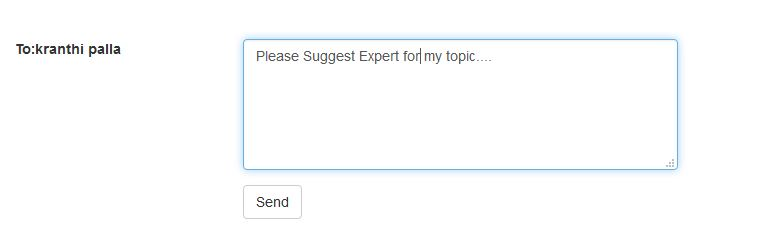 To:kranthi palla
Please Suggest Expert for my topic....
Send